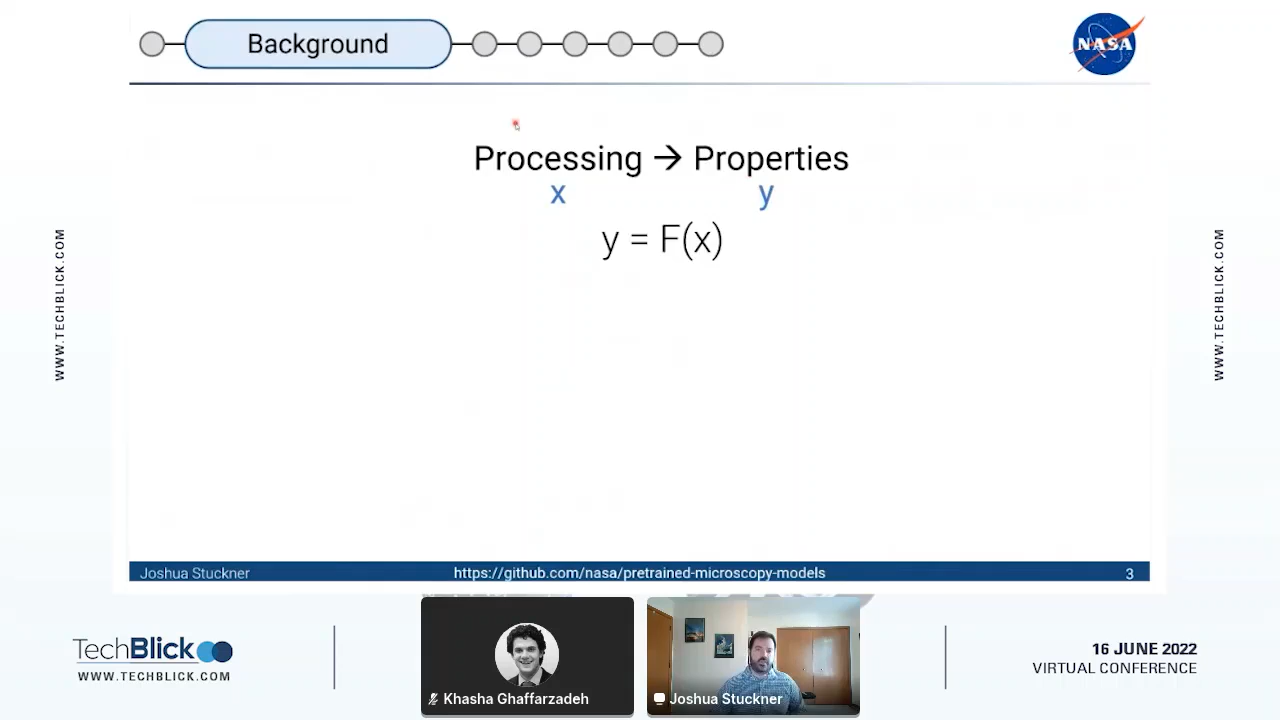 Background
NASA
Processing → Properties
x y
y = F(x)
WWW.TECHBLICK.COM
WWW.TECHBLICK.COM
Joshua Stuckner https://github.com/nasa/pretrained-microscopy-models 3
TechBlick
WWW.TECHBLICK.COM
Khasha Ghaffarzadeh
Joshua Stuckner
16 JUNE 2022
VIRTUAL CONFERENCE